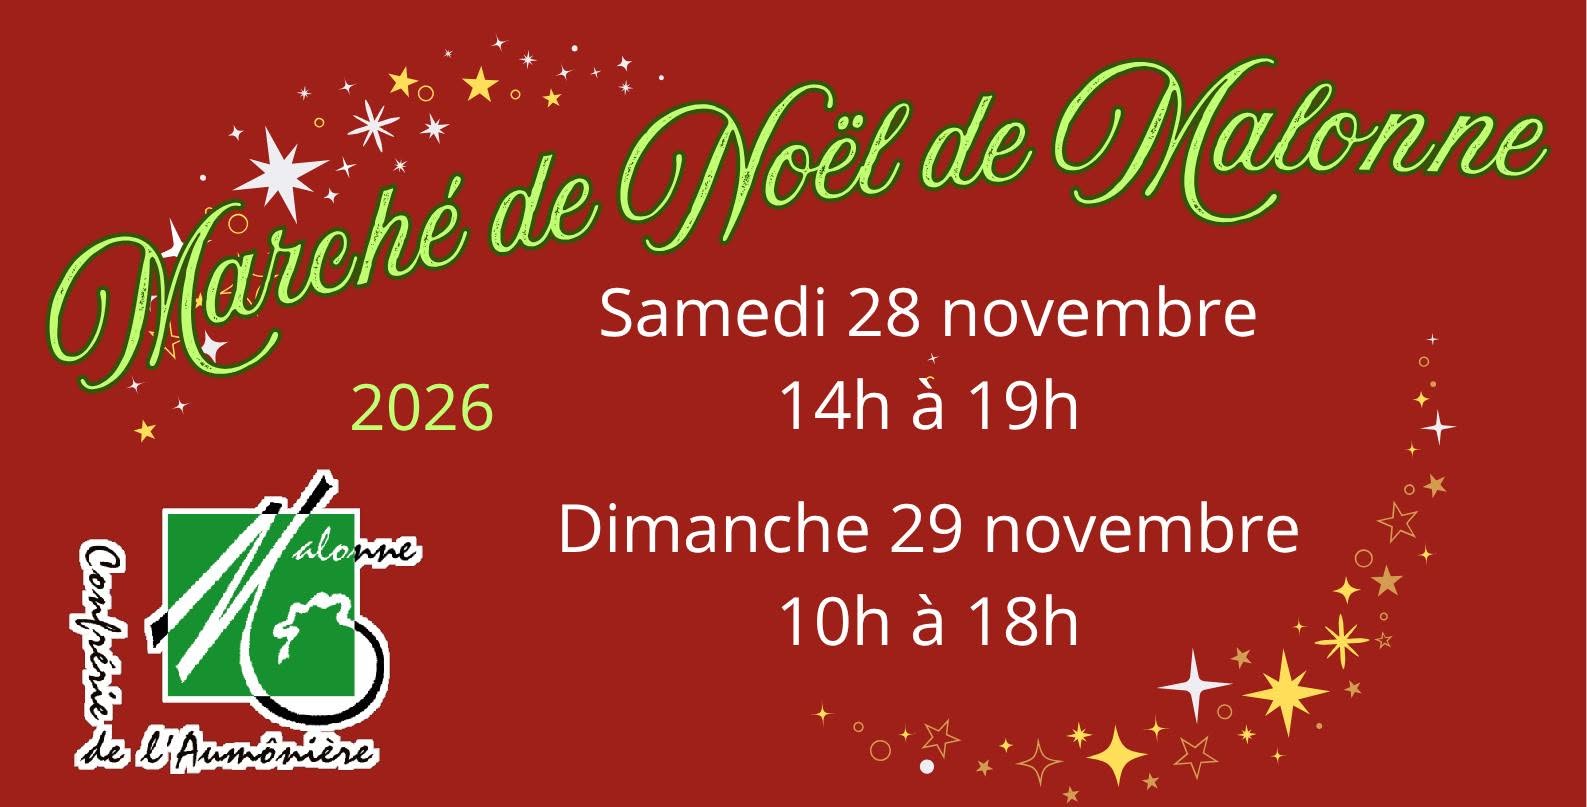 Marché de Noël de Malonne
Samedi 28 novembre
2026
14h à 19h
Dimanche 29 novembre
10h à 18h
Malonne
Confrérie
de l'Aumônière